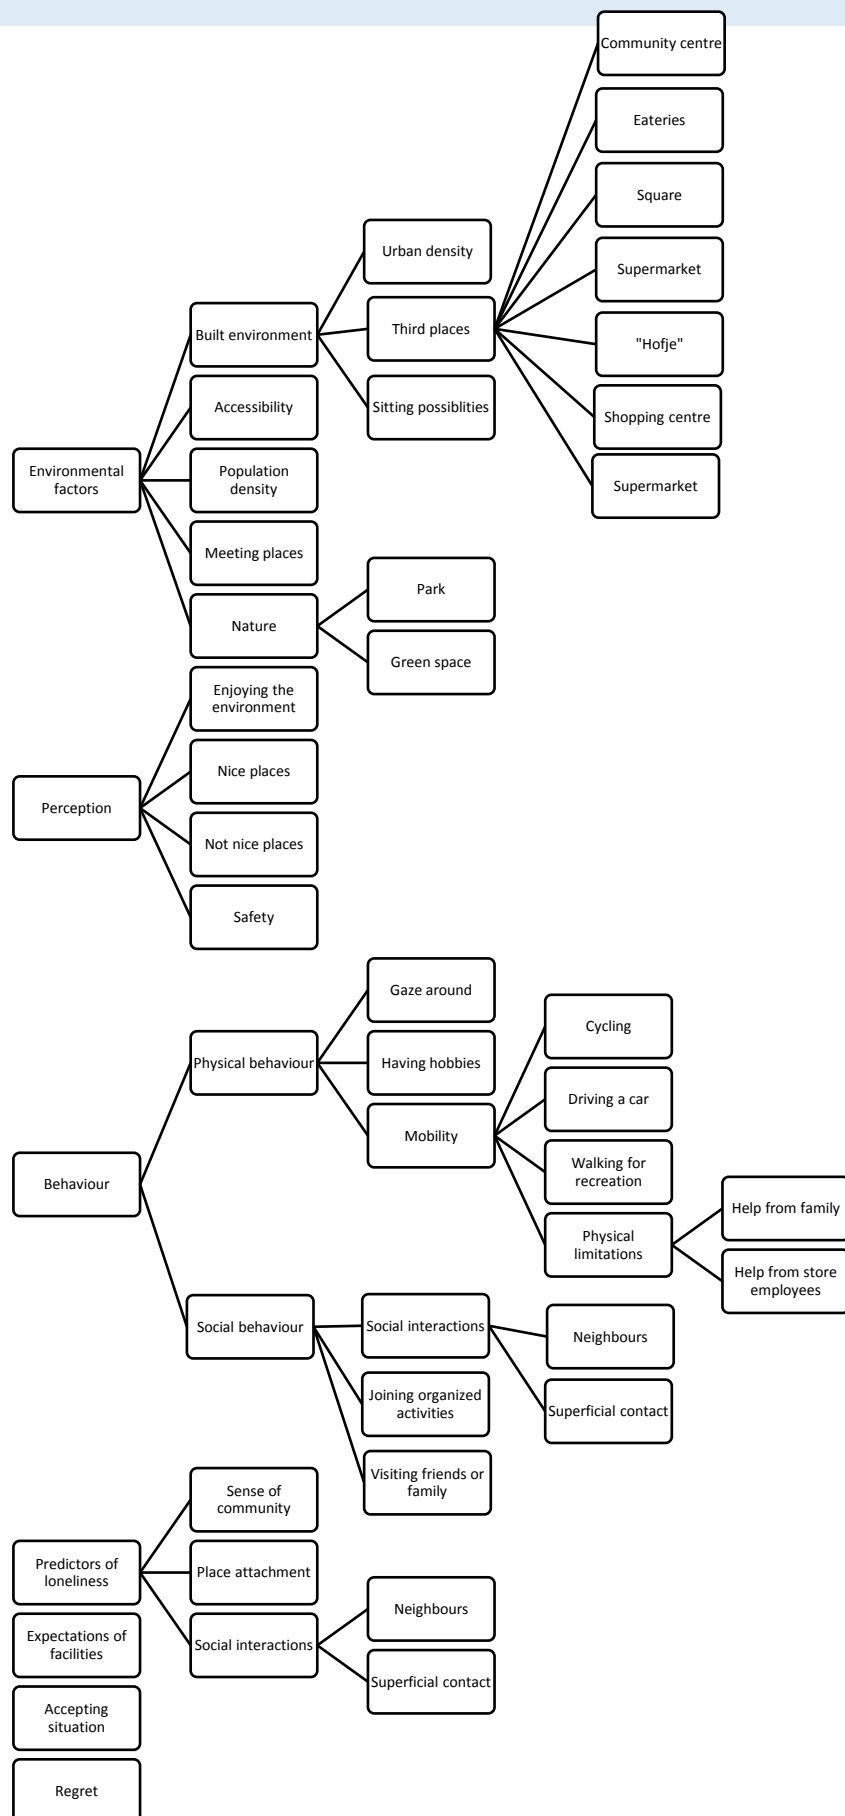 Community centre
Eateries
Square
Supermarket
"Hofje"
Shopping centre
Supermarket
Urban density
Third places
Sitting possiblities
Built environment
Accessibility
Population
density
Meeting places
Nature
Environmental
factors
Park
Green space
Enjoying the
environment
Nice places
Not nice places
Safety
Perception
Gaze around
Having hobbies
Mobility
Physical behaviour
Cycling
Driving a car
Walking for
recreation
Physical
limitations
Help from family
Help from store
employees
Behaviour
Social behaviour
Social interactions
Joining organized
activities
Visiting friends or
family
Neighbours
Superficial contact
Sense of
community
Place attachment
Social interactions
Predictors of
loneliness
Neighbours
Superficial contact
Expectations of
facilities
Accepting
situation
Regret